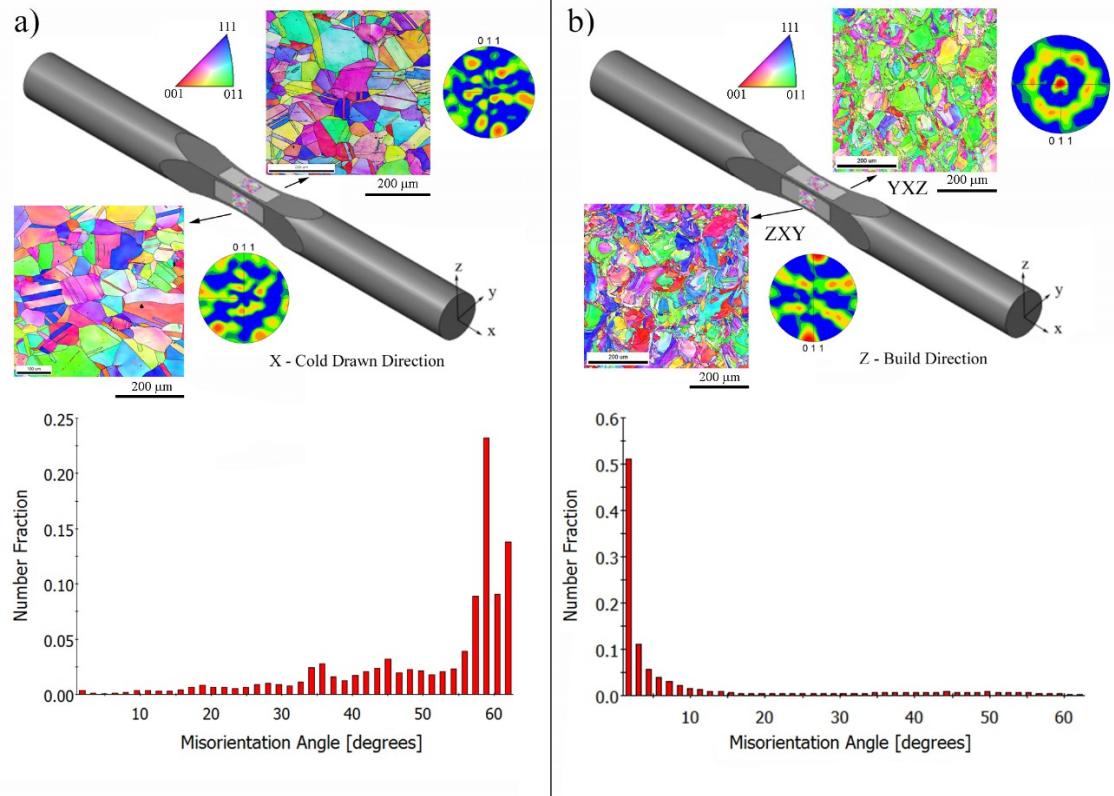 a)
111
001
011
0 1 1
200 µm
200 µm
0 1 1
100 µm
200 µm
z
y
x
X - Cold Drawn Direction
0.25
0.20
0.15
0.10
0.05
0.00
Number Fraction
10 20 30 40 50 60
Misorientation Angle [degrees]
b)
111
001
011
200 µm
YXZ
200 µm
0 1 1
ZXY
200 µm
200 µm
0 1 1
z
y
x
Z - Build Direction
0.6
0.5
0.4
0.3
0.2
0.1
0.0
Number Fraction
10 20 30 40 50 60
Misorientation Angle [degrees]